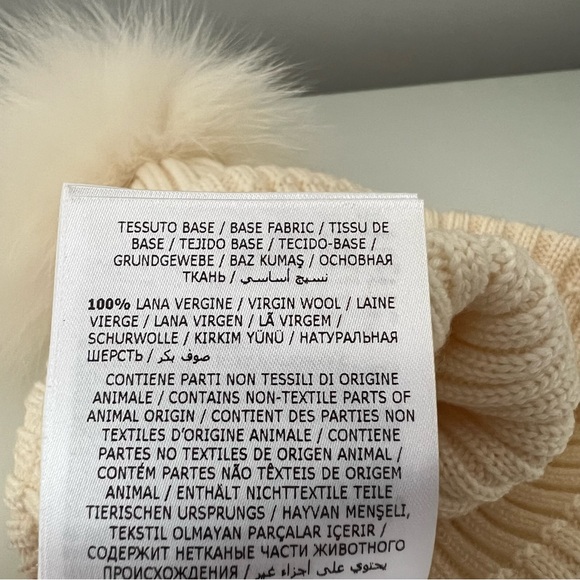 TESSUTO BASE / BASE FABRIC / TISSU DE
BASE / TEJIDO BASE / TECIDO-BASE /
GRUNDGEWEBE / BAZ KUMAŞ / ОСНОВНАЯ
ТКАНЬ / نسيج أساسي /
100% LANA VERGINE / VIRGIN WOOL / LAINE
VIERGE / LANA VIRGEN / LÃ VIRGEM /
SCHURWOLLE / KIRKIM YÜNÜ / НАТУРАЛЬНАЯ
ШЕРСТЬ / صوف بكر /
CONTIENE PARTI NON TESSILI DI ORIGINE
ANIMALE / CONTAINS NON-TEXTILE PARTS OF
ANIMAL ORIGIN / CONTIENT DES PARTIES NON
TEXTILES D'ORIGINE ANIMALE / CONTIENE
PARTES NO TEXTILES DE ORIGEN ANIMAL /
CONTÉM PARTES NÃO TÊXTEIS DE ORIGEM
ANIMAL / ENTHÄLT NICHTTEXTILE TEILE
TIERISCHEN URSPRUNGS / HAYVAN MENŞELİ,
TEKSTIL OLMAYAN PARÇALAR IÇERIR /
СОДЕРЖИТ НЕТКАНЫЕ ЧАСТИ ЖИВОТНОГО
ПРОИСХОЖДЕНИЯ / يحتوي على أجزاء غير